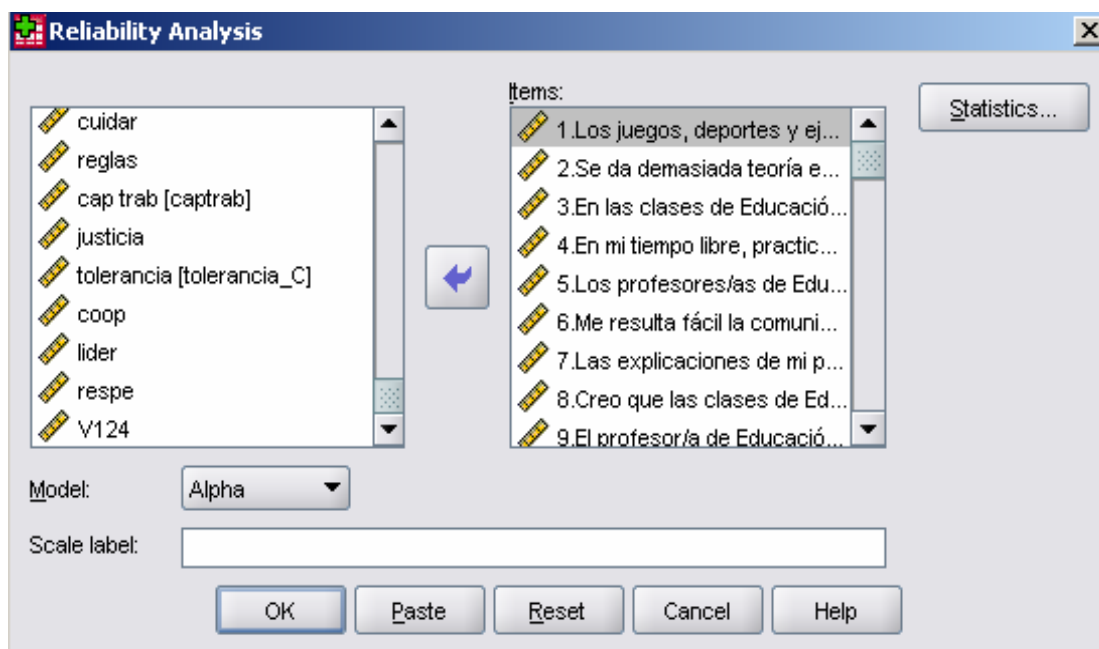 Reliability Analysis
Items:
cuidar
reglas
cap trab [captrab]
justicia
tolerancia [tolerancia_C]
coop
lider
respe
V124
1.Los juegos, deportes y ej...
2.Se da demasiada teoría e...
3.En las clases de Educació...
4.En mi tiempo libre, practic...
5.Los profesores/as de Edu...
6.Me resulta fácil la comuni...
7.Las explicaciones de mi p...
8.Creo que las clases de Ed...
9.El profesor/a de Educació...
Statistics...
Model:
Alpha
Scale label:
OK
Paste
Reset
Cancel
Help